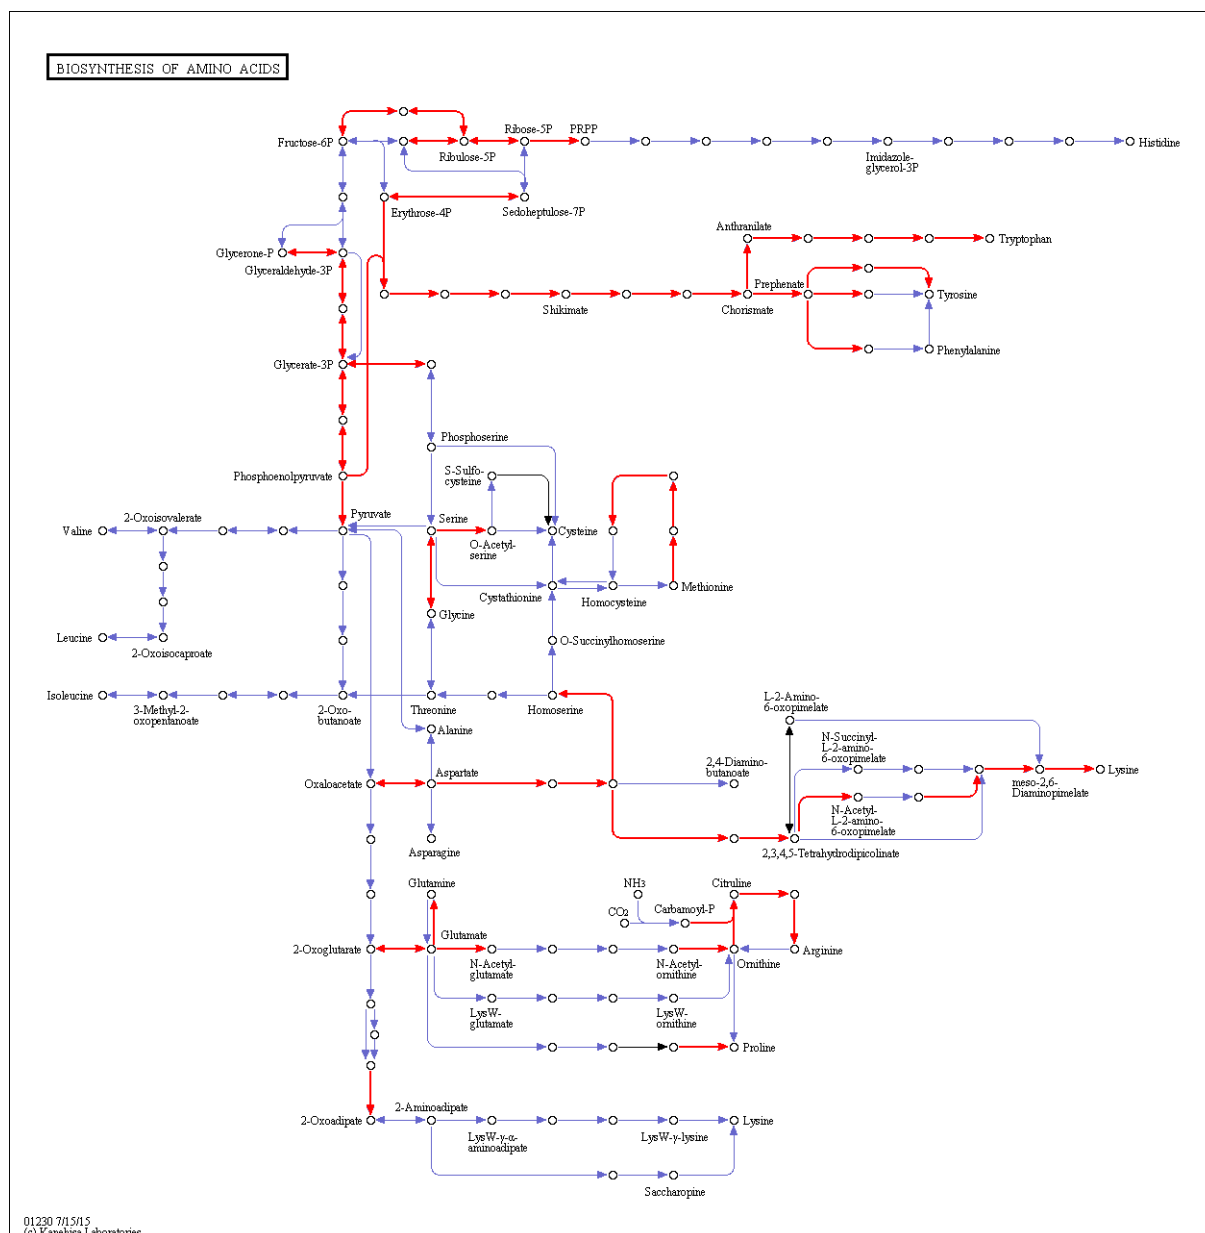 BIOSYNTHESIS OF AMINO ACIDS
Fructose-6P
Ribulose-5P
Ribose-5P
PRPP
Imidazole-
glycerol-3P
Histidine
Erythrose-4P
Sedoheptulose-7P
Glycerone-P
Glyceraldehyde-3P
Anthranilate
Tryptophan
Shikimate
Chorismate
Prephenate
Tyrosine
Phenylalanine
Glycerate-3P
Phosphoserine
Phosphoenolpyruvate
S-Sulfo-
cysteine
Valine
2-Oxoisovalerate
Pyruvate
Serine
O-Acetyl-
serine
Cysteine
Cystathionine
Homocysteine
Methionine
Glycine
Leucine
2-Oxoisocaproate
O-Succinylhomoserine
Isoleucine
3-Methyl-2-
oxopentanoate
2-Oxo-
butanoate
Threonine
Homoserine
Alanine
L-2-Amino-
6-oxopimelate
N-Succinyl-
L-2-amino-
6-oxopimelate
Oxaloacetate
Aspartate
2,4-Diamino-
butanoate
meso-2,6-
Diaminopimelate
Lysine
N-Acetyl-
L-2-amino-
6-oxopimelate
Asparagine
2,3,4,5-Tetrahydrodipicolinate
Glutamine
NH3
CO2
Carbamoyl-P
Citruline
2-Oxoglutarate
Glutamate
N-Acetyl-
glutamate
N-Acetyl-
ornithine
Ornithine
Arginine
LysW-
glutamate
LysW-
ornithine
Proline
2-Oxoadipate
2-Aminoadipate
LysW-γ-α-
aminoadipate
LysW-γ-lysine
Lysine
Saccharopine
01230 7/15/15
(c) Kanehisa Laboratories